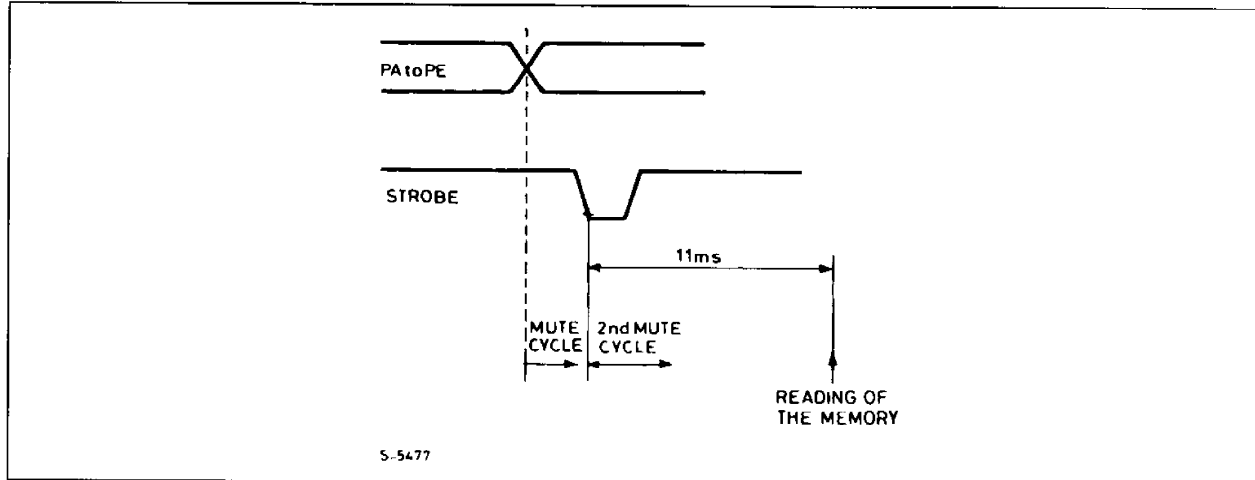 PA to PE
STROBE
11ms
MUTE
CYCLE
2nd MUTE
CYCLE
READING OF
THE MEMORY
S-5477